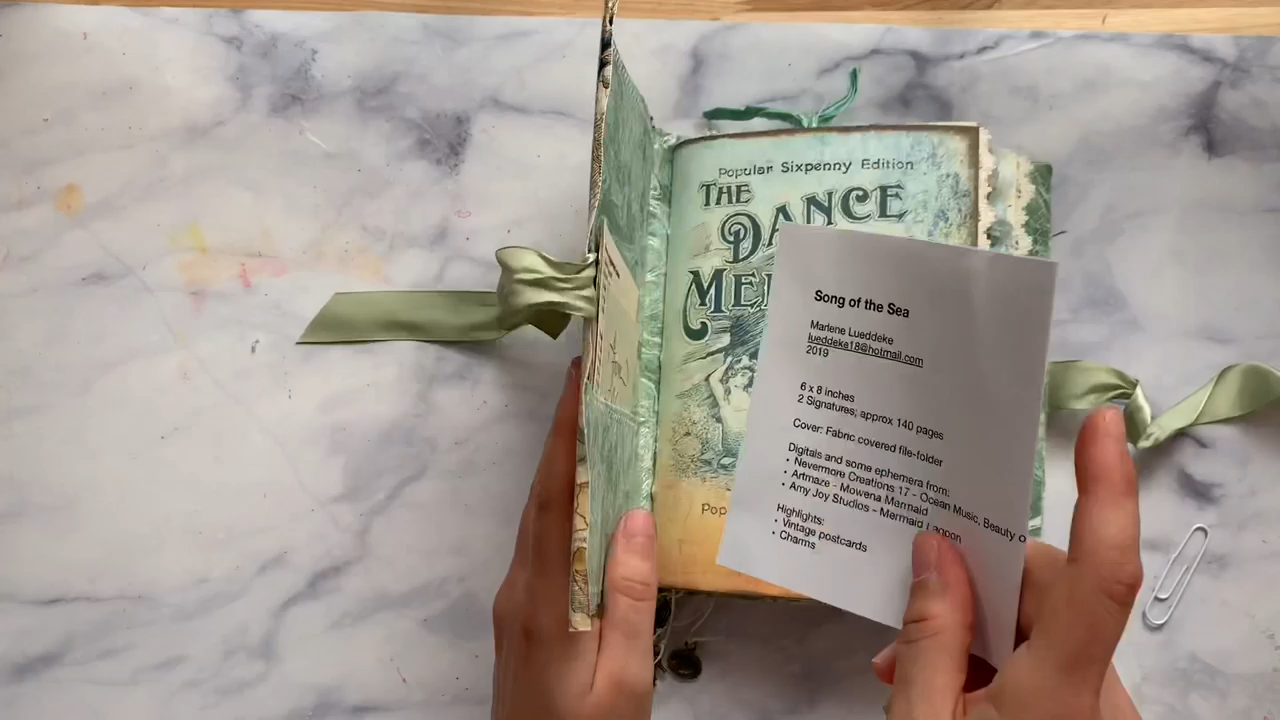 Popular Sixpenny Edition
THE
DANCE
Pop
Song of the Sea
Marlene Lueddeke
lueddeke18@hotmail.com
2019
6 x 8 inches
2 Signatures; approx 140 pages
Cover: Fabric covered file-folder
Digitals and some ephemera from:
• Nevermore Creations 17 - Ocean Music, Beauty o
• Artmaze - Mowena Mermaid
• Amy Joy Studios - Mermaid Lagoon
Highlights:
• Vintage postcards
• Charms